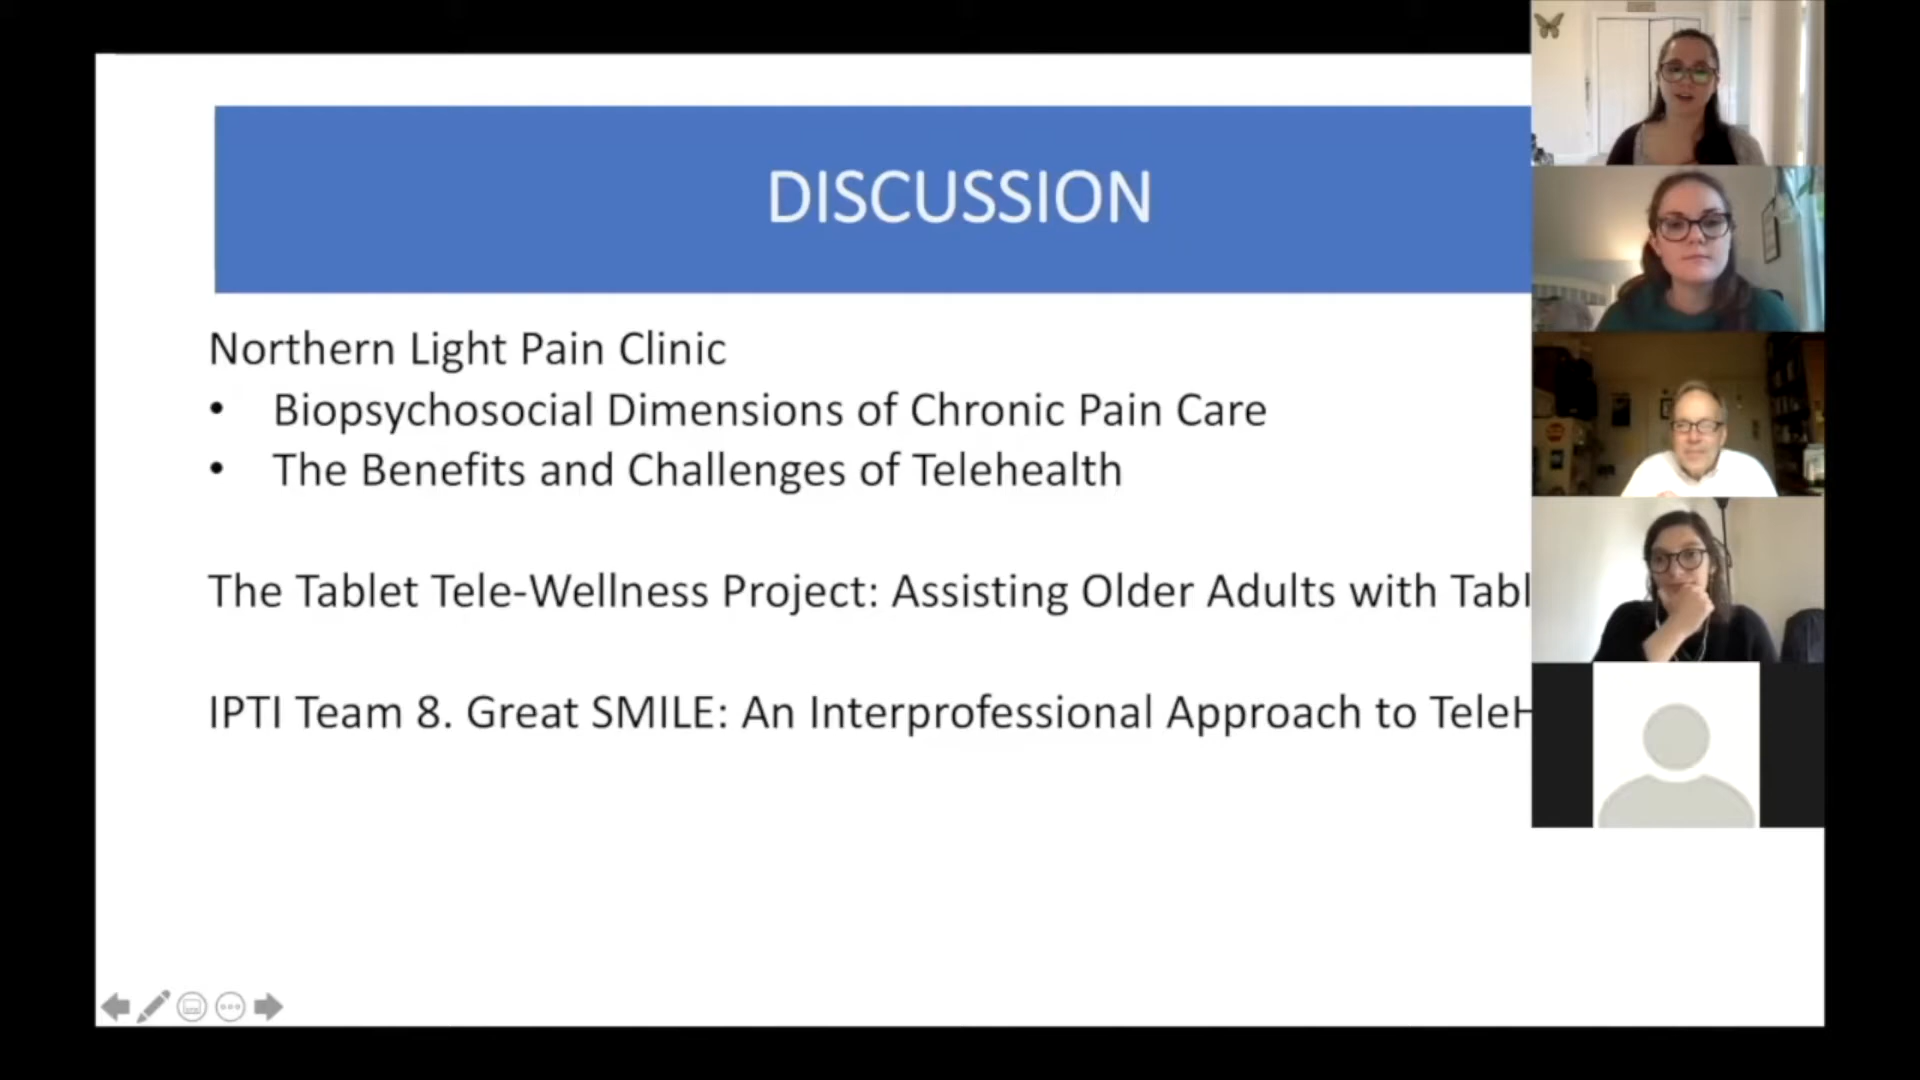 DISCUSSION
Northern Light Pain Clinic
• Biopsychosocial Dimensions of Chronic Pain Care
• The Benefits and Challenges of Telehealth
The Tablet Tele-Wellness Project: Assisting Older Adults with Tabl
IPTI Team 8. Great SMILE: An Interprofessional Approach to TeleH